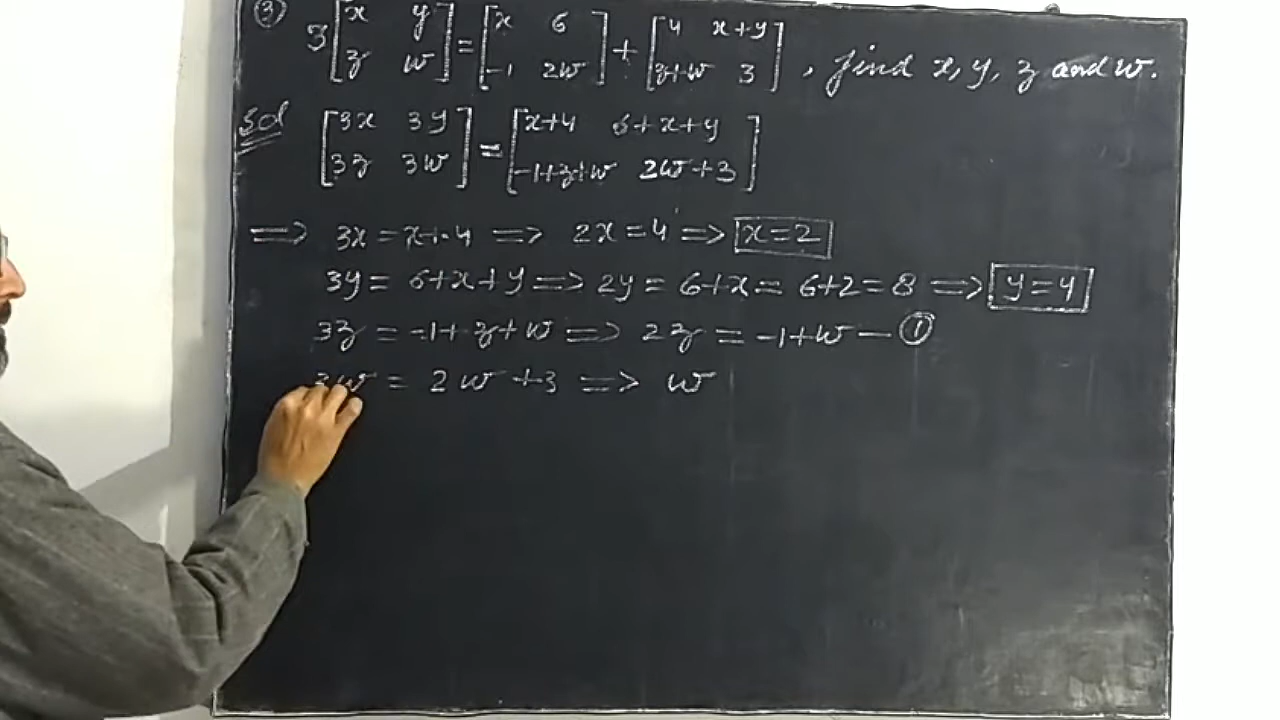 (3) 3[x y; z w] = [x 6; -1 2w] + [4 x+y; z+w 3], find x, y, z and w.
Sol [3x 3y; 3z 3w] = [x+4 6+x+y; -1+z+w 2w+3]
⇒ 3x = x+4 ⇒ 2x = 4 ⇒ x=2
3y = 6+x+y ⇒ 2y = 6+x = 6+2 = 8 ⇒ y=4
3z = -1+z+w ⇒ 2z = -1+w — ①
3w = 2w+3 ⇒ w